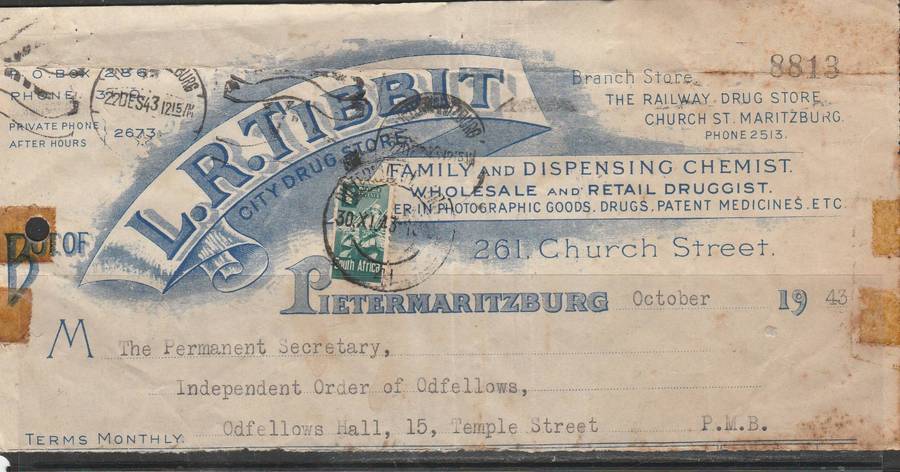 8813
P.O. BOX 286
PHONE.
PRIVATE PHONE
AFTER HOURS 2673
22 DES 43 12 15 PM
L.R. TIBBIT
CITY DRUG STORE
Branch Store,
THE RAILWAY DRUG STORE
CHURCH ST. MARITZBURG.
PHONE 2513.
FAMILY AND DISPENSING CHEMIST.
WHOLESALE AND RETAIL DRUGGIST.
ER IN PHOTOGRAPHIC GOODS, DRUGS, PATENT MEDICINES, ETC.
30 XI 43
South Africa
OF
261, Church Street.
PIETERMARITZBURG October 1943
M The Permanent Secretary,
Independent Order of Odfellows,
Odfellows Hall, 15, Temple Street P.M.B.
TERMS MONTHLY.